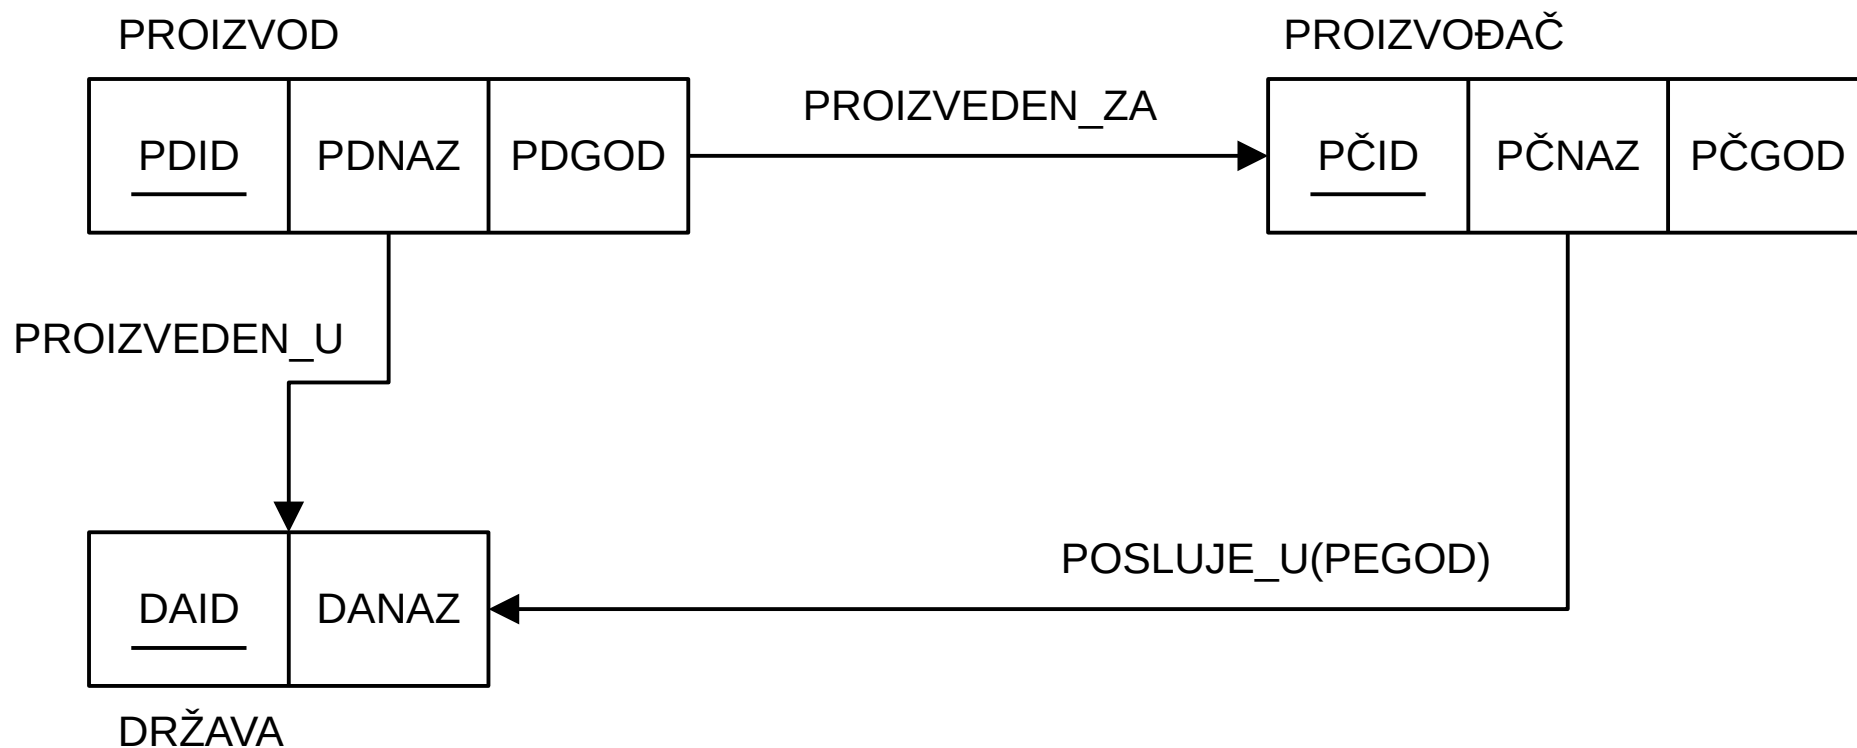 PROIZVOD
PROIZVOĐAČ
PDID PDNAZ PDGOD
PROIZVEDEN_ZA
PČID PČNAZ PČGOD
PROIZVEDEN_U
POSLUJE_U(PEGOD)
DAID DANAZ
DRŽAVA